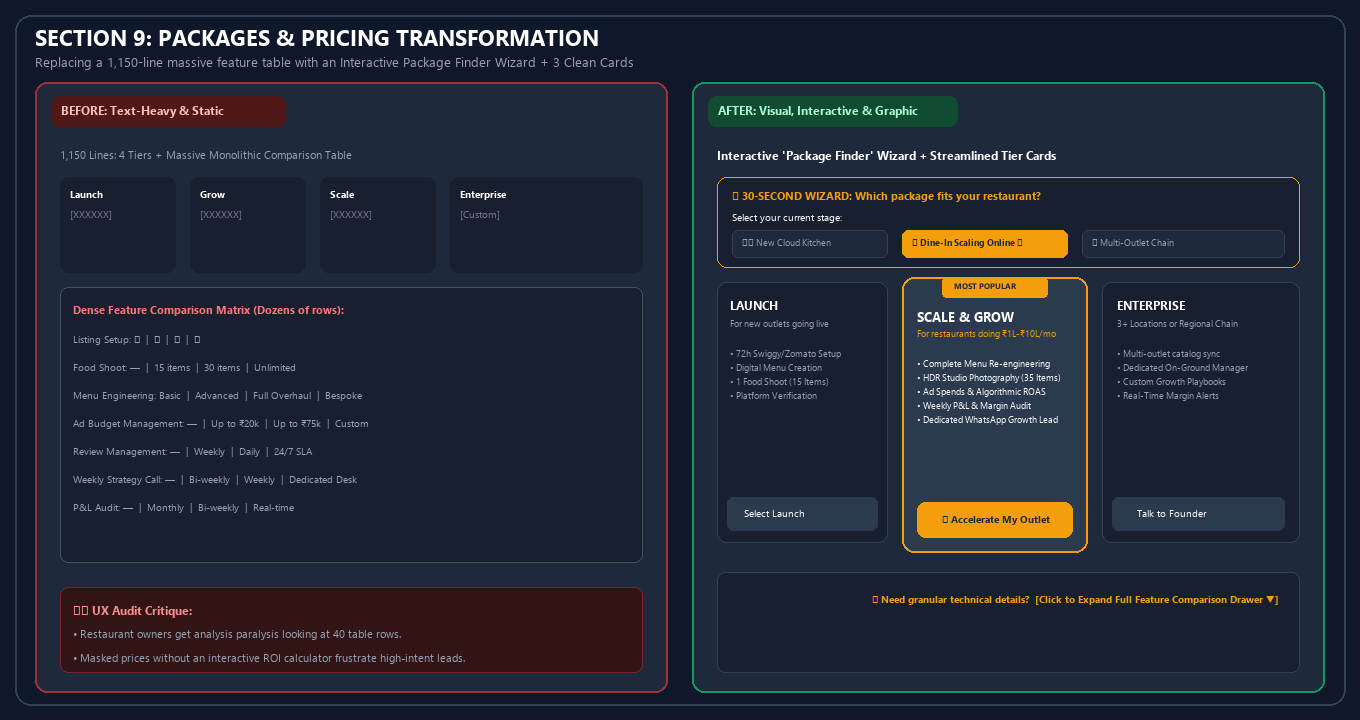 SECTION 9: PACKAGES & PRICING TRANSFORMATION
Replacing a 1,150-line massive feature table with an Interactive Package Finder Wizard + 3 Clean Cards
BEFORE: Text-Heavy & Static
1,150 Lines: 4 Tiers + Massive Monolithic Comparison Table
Launch
[XXXXXX]
Grow
[XXXXXX]
Scale
[XXXXXX]
Enterprise
[Custom]
Dense Feature Comparison Matrix (Dozens of rows):
Listing Setup: ▯ | ▯ | ▯ | ▯
Food Shoot: — | 15 items | 30 items | Unlimited
Menu Engineering: Basic | Advanced | Full Overhaul | Bespoke
Ad Budget Management: — | Up to ₹20k | Up to ₹75k | Custom
Review Management: — | Weekly | Daily | 24/7 SLA
Weekly Strategy Call: — | Bi-weekly | Weekly | Dedicated Desk
P&L Audit: — | Monthly | Bi-weekly | Real-time
▯▯ UX Audit Critique:
• Restaurant owners get analysis paralysis looking at 40 table rows.
• Masked prices without an interactive ROI calculator frustrate high-intent leads.
AFTER: Visual, Interactive & Graphic
Interactive 'Package Finder' Wizard + Streamlined Tier Cards
▯ 30-SECOND WIZARD: Which package fits your restaurant?
Select your current stage:
▯▯ New Cloud Kitchen
▯ Dine-In Scaling Online ▯
▯ Multi-Outlet Chain
LAUNCH
For new outlets going live
• 72h Swiggy/Zomato Setup
• Digital Menu Creation
• 1 Food Shoot (15 Items)
• Platform Verification
Select Launch
MOST POPULAR
SCALE & GROW
For restaurants doing ₹1L-₹10L/mo
• Complete Menu Re-engineering
• HDR Studio Photography (35 Items)
• Ad Spends & Algorithmic ROAS
• Weekly P&L & Margin Audit
• Dedicated WhatsApp Growth Lead
▯ Accelerate My Outlet
ENTERPRISE
3+ Locations or Regional Chain
• Multi-outlet catalog sync
• Dedicated On-Ground Manager
• Custom Growth Playbooks
• Real-Time Margin Alerts
Talk to Founder
▯ Need granular technical details? [Click to Expand Full Feature Comparison Drawer ▼]